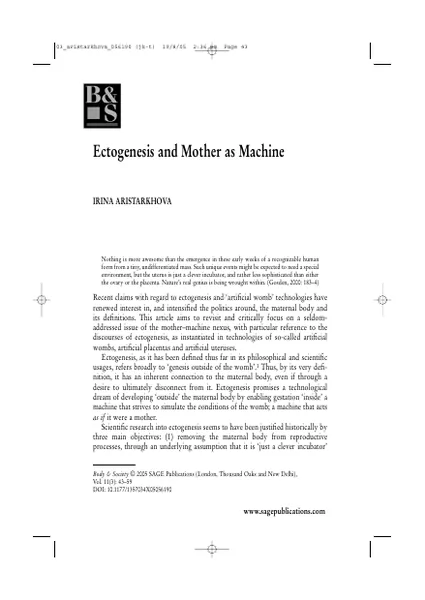 01_aristarkhova_056190 (jk-t) 10/8/05 2:36 pm Page 43
B&
S
Ectogenesis and Mother as Machine
IRINA ARISTARKHOVA
Nothing is more awesome than the emergence in these early weeks of a recognizable human
form from a tiny, undifferentiated mass. Such unique events might be expected to need a special
environment, but the uterus is just a clever incubator, and rather less sophisticated than either
the ovary or the placenta. Nature's real genius is being wrought within. (Gosden, 2000: 183–4)
Recent claims with regard to ectogenesis and 'artificial womb' technologies have
renewed interest in, and intensified the politics around, the maternal body and
its definitions. This article aims to revisit and critically focus on a seldom-
addressed issue of the mother–machine nexus, with particular reference to the
discourses of ectogenesis, as instantiated in technologies of so-called artificial
wombs, artificial placentas and artificial uteruses.
Ectogenesis, as it has been defined thus far in its philosophical and scientific
usages, refers broadly to 'genesis outside of the womb'.¹ Thus, by its very defi-
nition, it has an inherent connection to the maternal body, even if through a
desire to ultimately disconnect from it. Ectogenesis promises a technological
dream of developing 'outside' the maternal body by enabling gestation 'inside' a
machine that strives to simulate the conditions of the womb; a machine that acts
as if it were a mother.
Scientific research into ectogenesis seems to have been justified historically by
three main objectives: (1) removing the maternal body from reproductive
processes, through an underlying assumption that it is 'just a clever incubator'
Body & Society © 2005 SAGE Publications (London, Thousand Oaks and New Delhi),
Vol. 11(3): 43–59
DOI: 10.1177/1357034X05056190
www.sagepublications.com